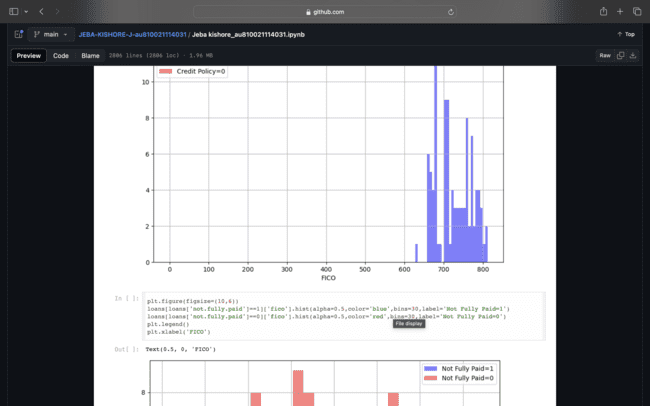 github.com
main
JEBA-KISHORE-J-au810021114031 / Jeba kishore_au810021114031.ipynb
Top
Preview Code Blame 2806 lines (2806 loc) · 1.96 MB Raw
Credit Policy=0
10
8
6
4
2
0
0 100 200 300 400 500 600 700 800
FICO
In [ ]:
plt.figure(figsize=(10,6))
loans[loans['not.fully.paid']==1]['fico'].hist(alpha=0.5,color='blue',bins=30,label='Not Fully Paid=1')
loans[loans['not.fully.paid']==0]['fico'].hist(alpha=0.5,color='red',bins=30,label='Not Fully Paid=0')
plt.legend()
plt.xlabel('FICO')
File display
Out[ ]: Text(0.5, 0, 'FICO')
Not Fully Paid=1
Not Fully Paid=0
8